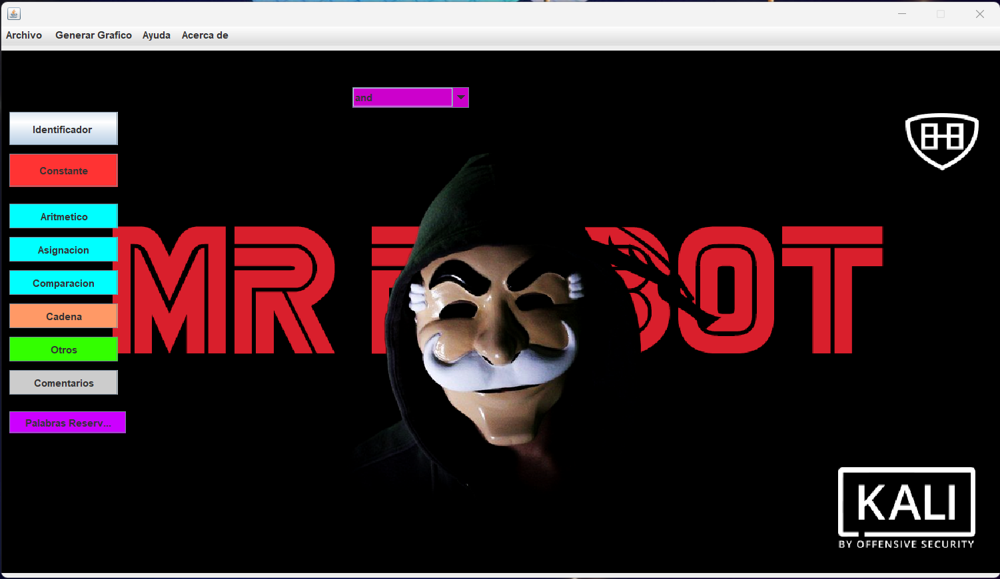 Archivo Generar Grafico Ayuda Acerca de
and
Identificador
Constante
Aritmetico
Asignacion
Comparacion
Cadena
Otros
Comentarios
Palabras Reserv...
MR R BOT
KALI
BY OFFENSIVE SECURITY